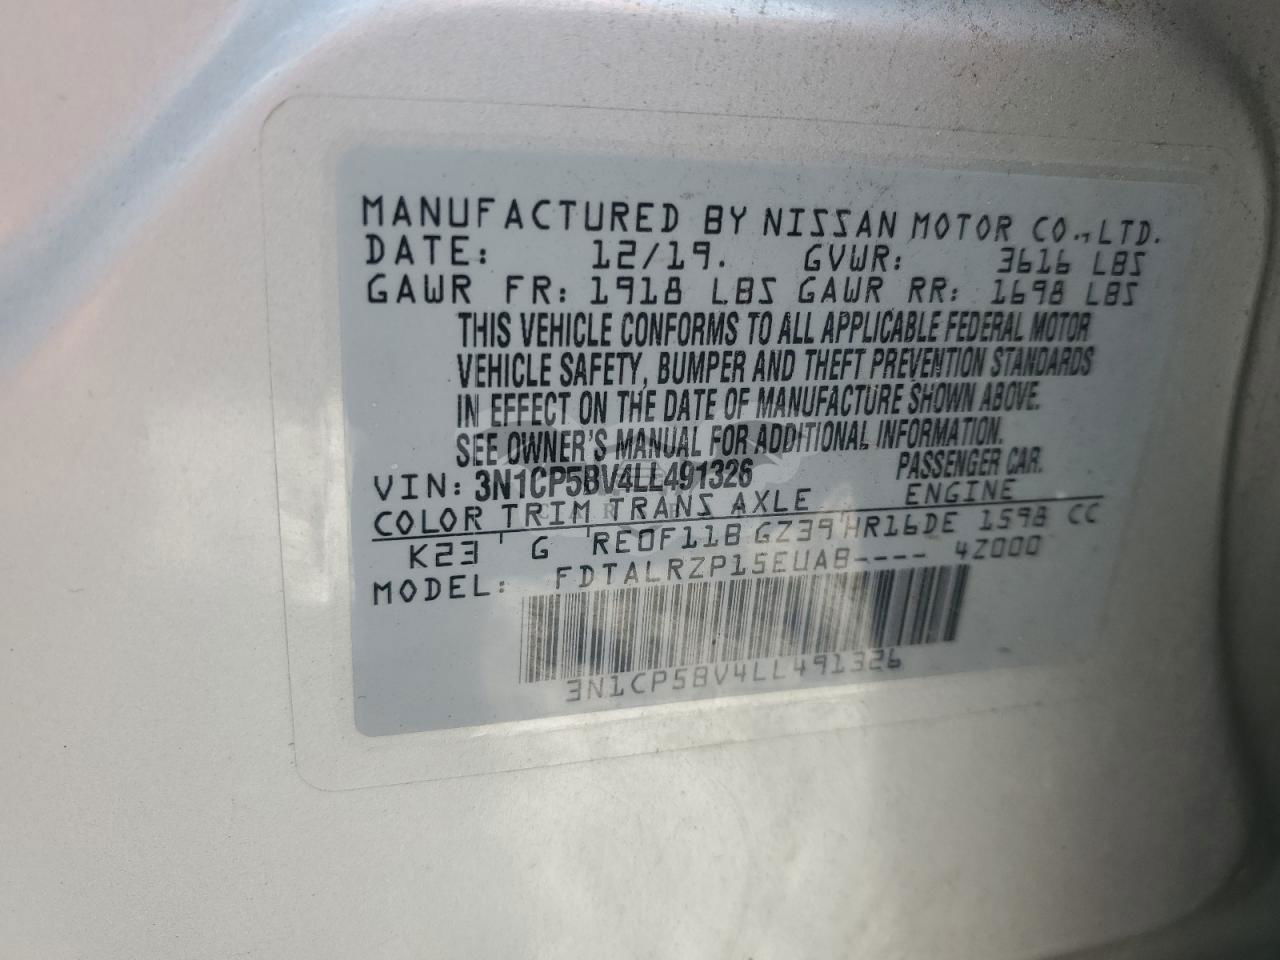 MANUFACTURED BY NISSAN MOTOR CO.,LTD.
DATE: 12/19. GVWR: 3616 LBS
GAWR FR: 1918 LBS GAWR RR: 1698 LBS
THIS VEHICLE CONFORMS TO ALL APPLICABLE FEDERAL MOTOR
VEHICLE SAFETY, BUMPER AND THEFT PREVENTION STANDARDS
IN EFFECT ON THE DATE OF MANUFACTURE SHOWN ABOVE.
SEE OWNER'S MANUAL FOR ADDITIONAL INFORMATION.
VIN: 3N1CP5BV4LL491326 PASSENGER CAR.
COLOR TRIM TRANS AXLE ENGINE
K23 G RE0F11B GZ39 HR16DE 1598 CC
MODEL: FDTALRZP15EUAB---- 4Z000
3N1CP5BV4LL491326